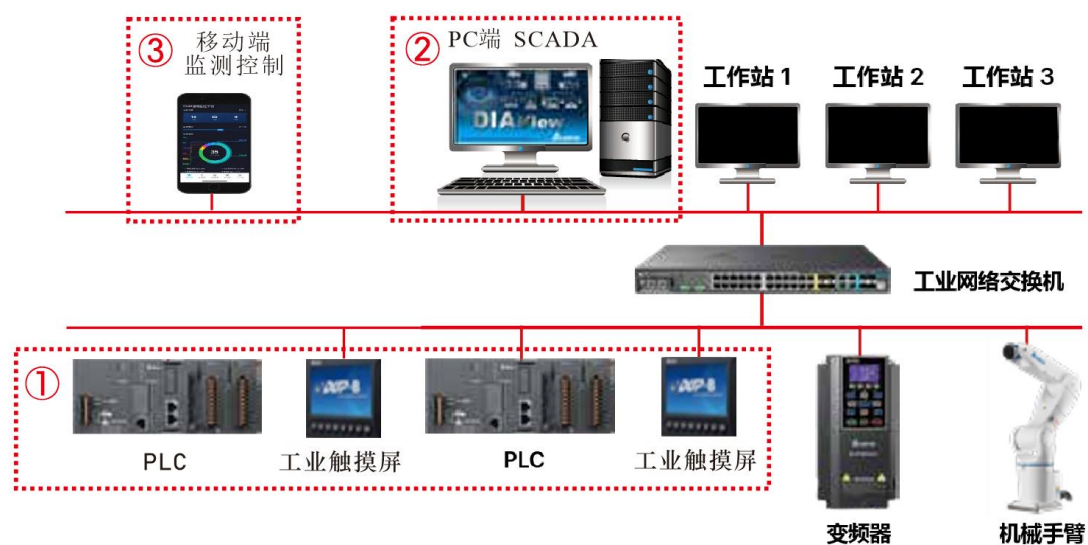 ③ 移动端
监测控制
② PC端 SCADA
DIAView
工作站 1
工作站 2
工作站 3
工业网络交换机
①
PLC
工业触摸屏
PLC
工业触摸屏
变频器
机械手臂